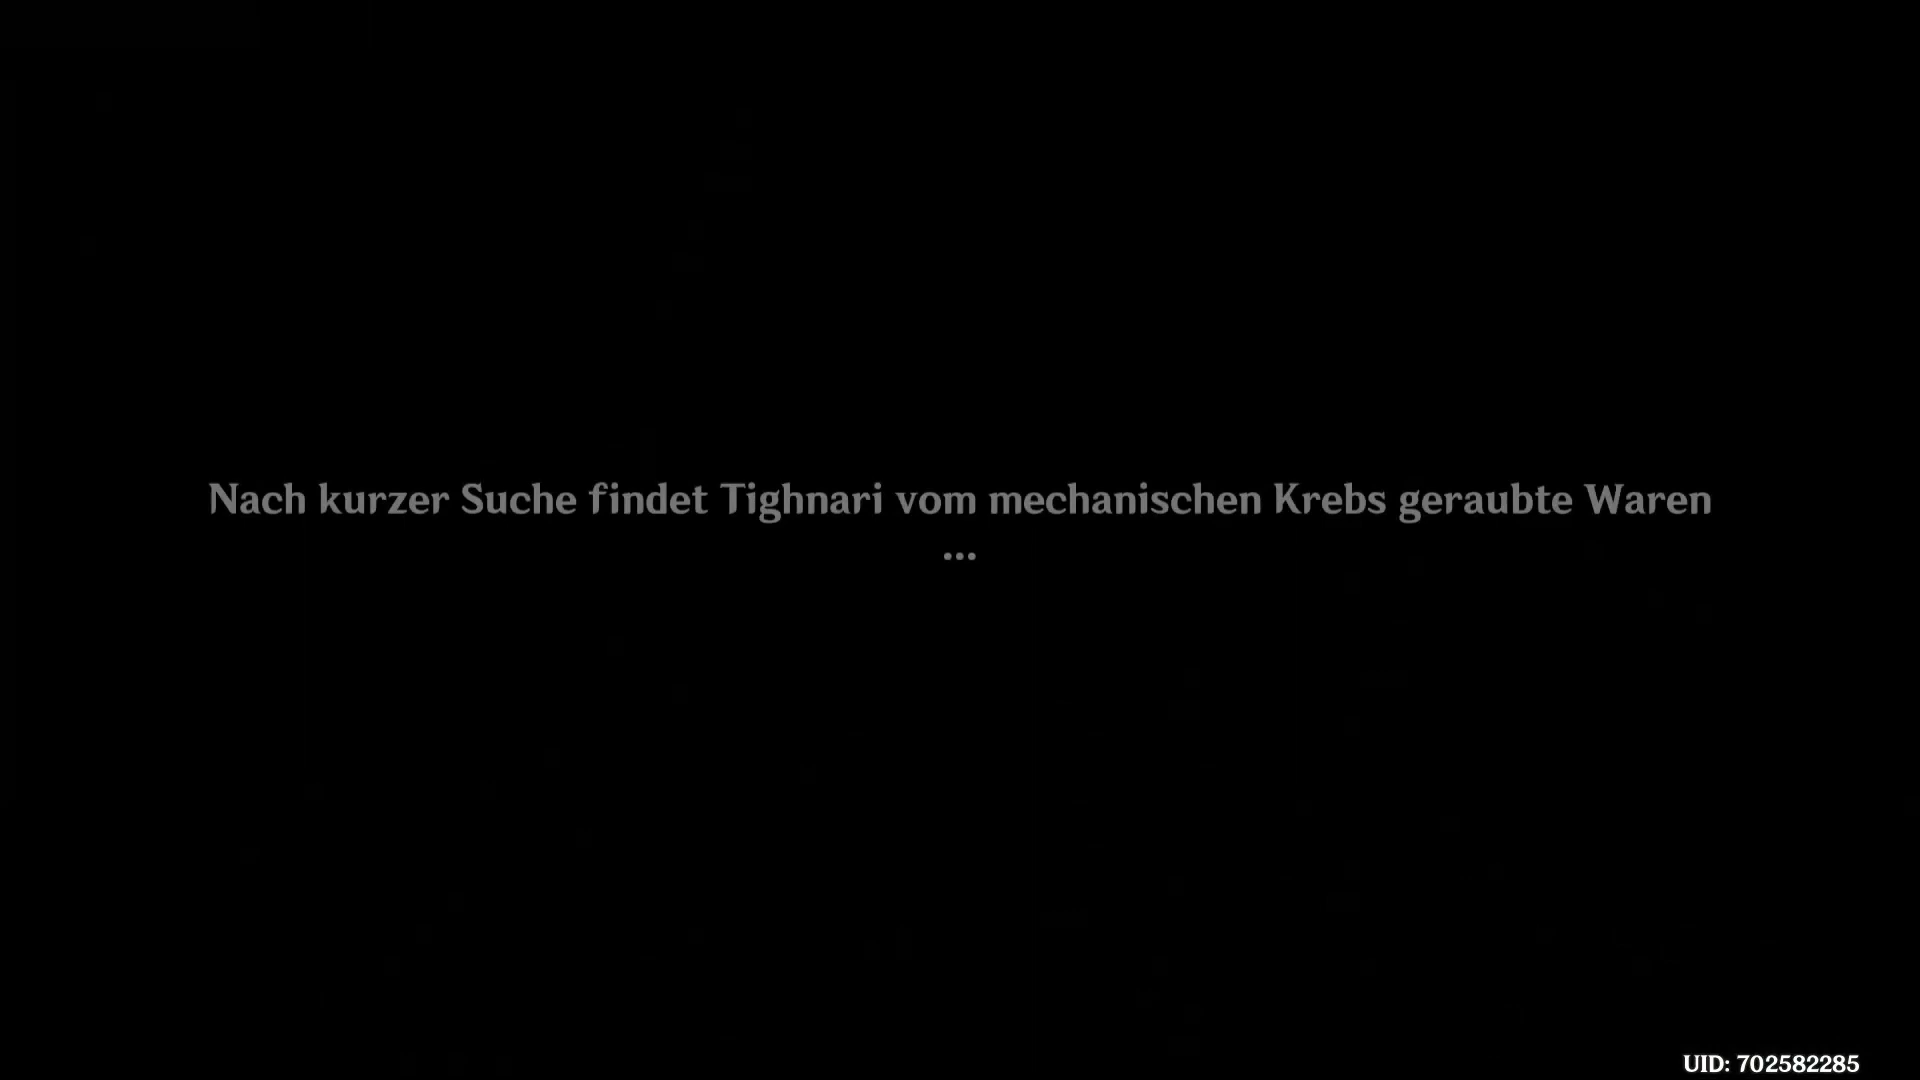 Nach kurzer Suche findet Tighnari vom mechanischen Krebs geraubte Waren
...
UID: 702582285